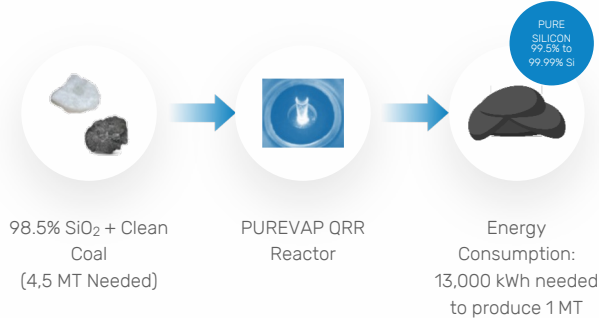 PURE
SILICON
99.5% to
99.99% Si
98.5% SiO₂ + Clean
Coal
(4,5 MT Needed)
PUREVAP QRR
Reactor
Energy
Consumption:
13,000 kWh needed
to produce 1 MT